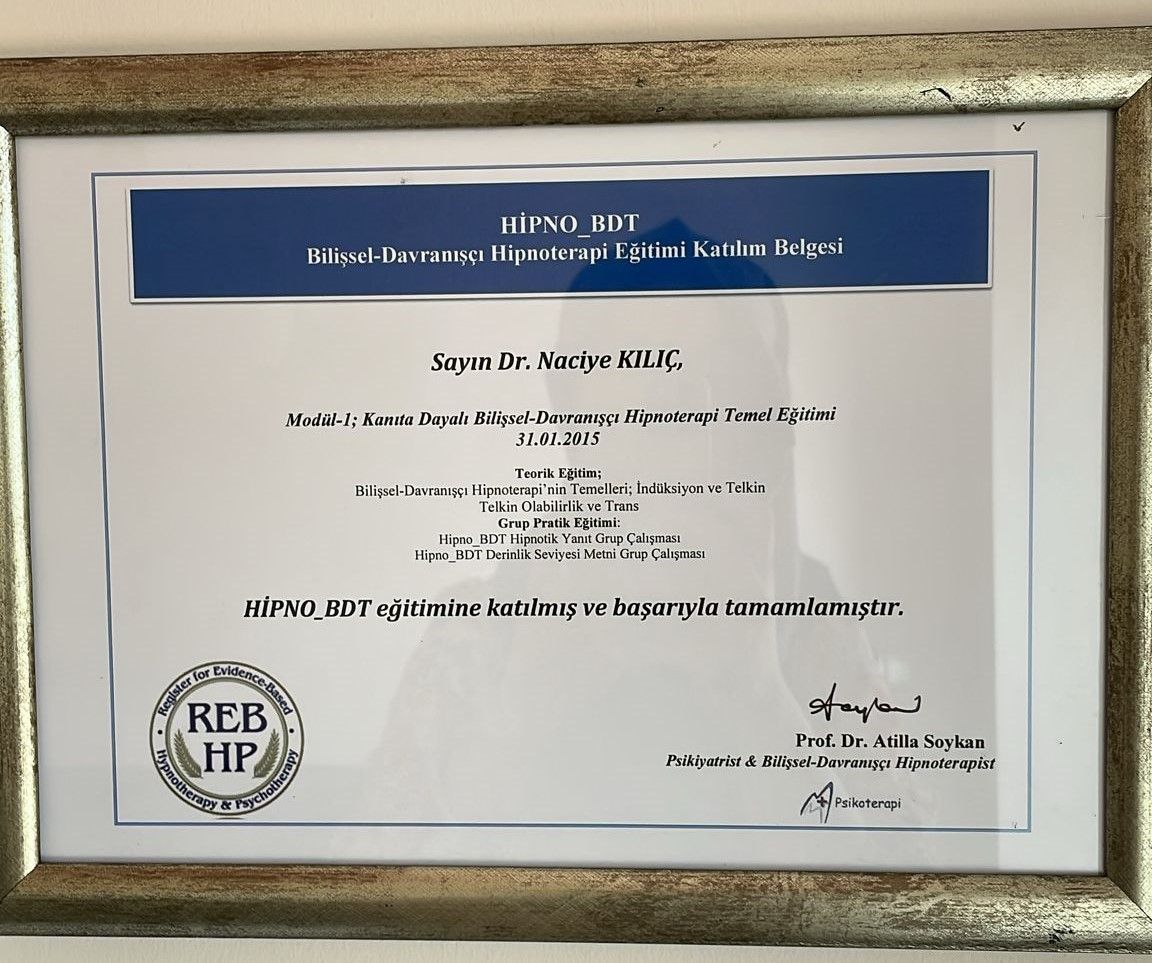 HİPNO_BDT
Bilişsel-Davranışçı Hipnoterapi Eğitimi Katılım Belgesi
Sayın Dr. Naciye KILIÇ,
Modül-1; Kanıta Dayalı Bilişsel-Davranışçı Hipnoterapi Temel Eğitimi
31.01.2015
Teorik Eğitim;
Bilişsel-Davranışçı Hipnoterapi'nin Temelleri; İndüksiyon ve Telkin
Telkin Olabilirlik ve Trans
Grup Pratik Eğitimi:
Hipno_BDT Hipnotik Yanıt Grup Çalışması
Hipno_BDT Derinlik Seviyesi Metni Grup Çalışması
HİPNO_BDT eğitimine katılmış ve başarıyla tamamlamıştır.
Register for Evidence-Based
REB
HP
Hypnotherapy & Psychotherapy
Prof. Dr. Atilla Soykan
Psikiyatrist & Bilişsel-Davranışçı Hipnoterapist
Psikoterapi